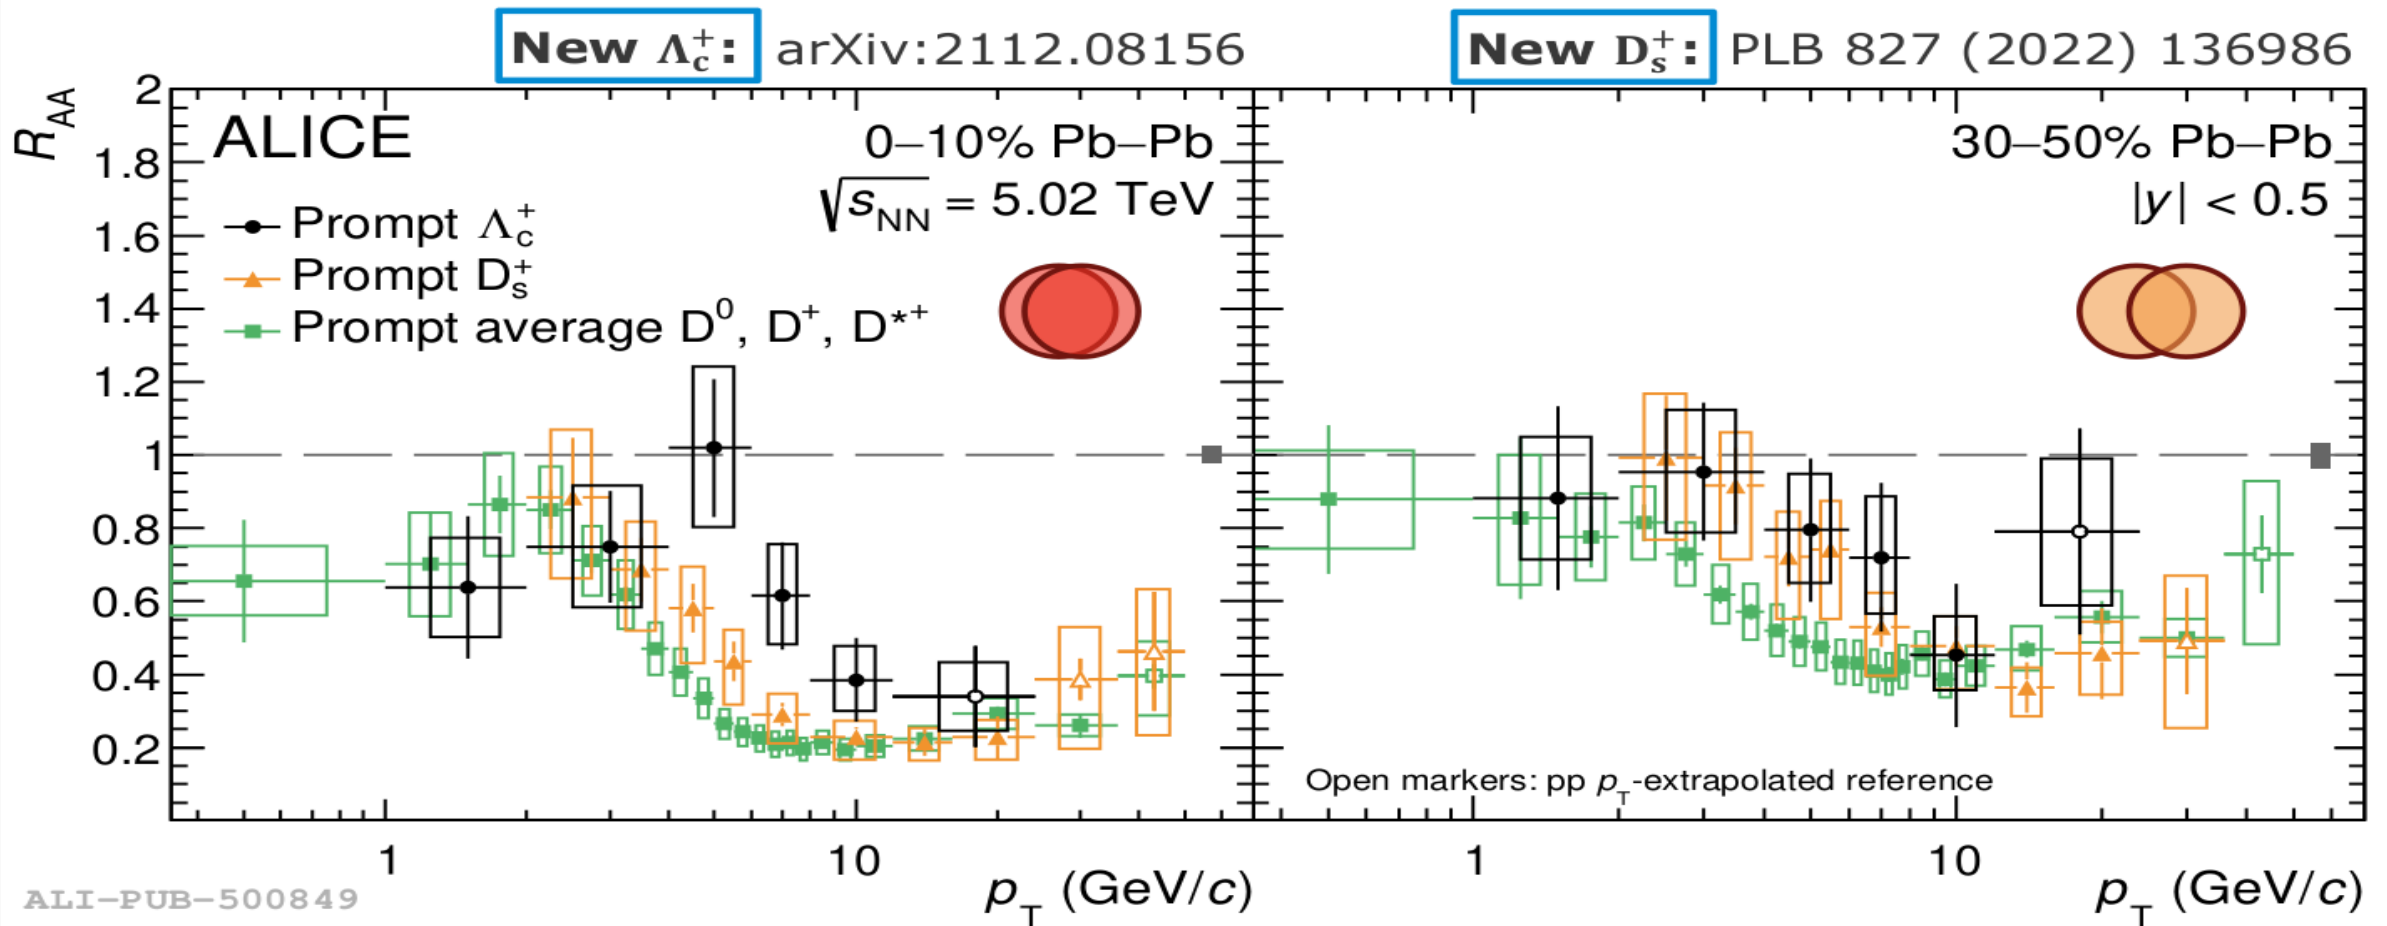 New Λc+: arXiv:2112.08156
New Ds+: PLB 827 (2022) 136986
RAA
2
1.8
1.6
1.4
1.2
1
0.8
0.6
0.4
0.2
ALICE
0–10% Pb–Pb
√sNN = 5.02 TeV
Prompt Λc+
Prompt Ds+
Prompt average D0, D+, D*+
30–50% Pb–Pb
|y| < 0.5
Open markers: pp pT-extrapolated reference
1
10
pT (GeV/c)
1
10
pT (GeV/c)
ALI–PUB–500849